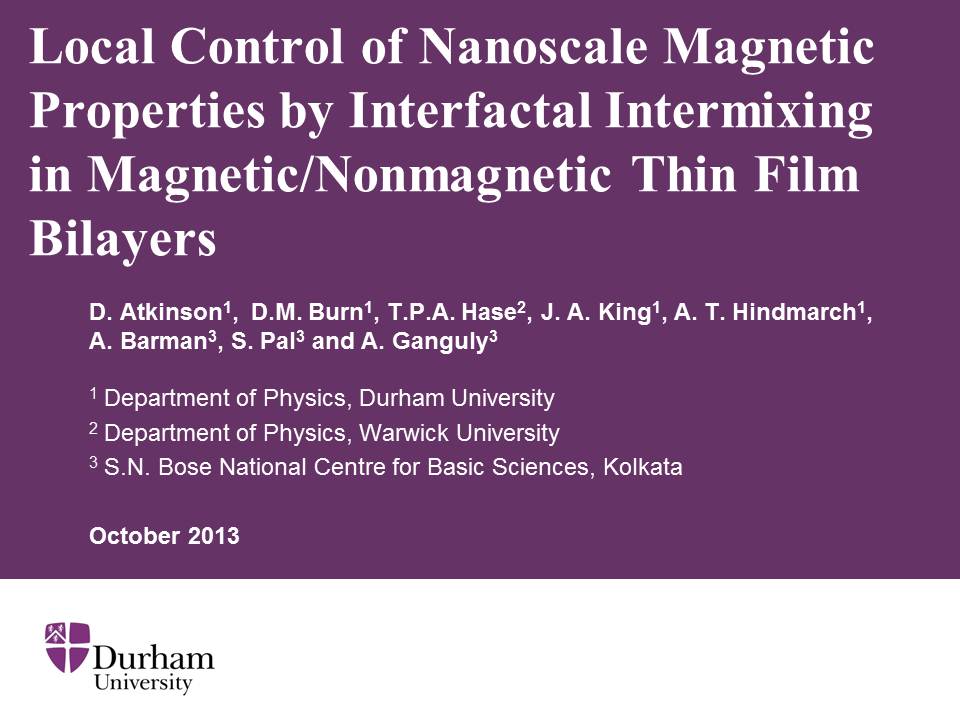 Local Control of Nanoscale Magnetic
Properties by Interfactal Intermixing
in Magnetic/Nonmagnetic Thin Film
Bilayers
D. Atkinson¹, D.M. Burn¹, T.P.A. Hase², J. A. King¹, A. T. Hindmarch¹,
A. Barman³, S. Pal³ and A. Ganguly³
¹ Department of Physics, Durham University
² Department of Physics, Warwick University
³ S.N. Bose National Centre for Basic Sciences, Kolkata
October 2013
Durham
University